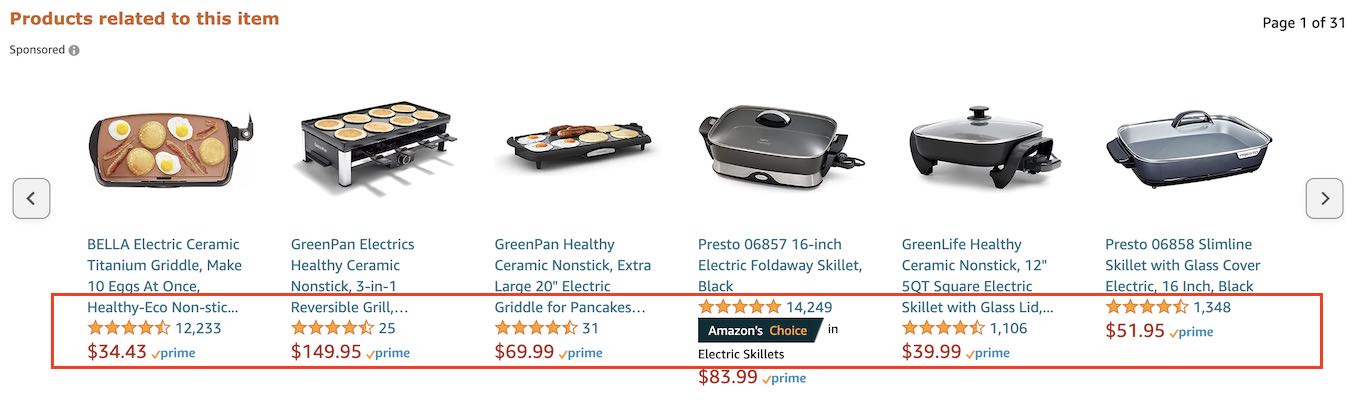 Products related to this item
Page 1 of 31
Sponsored
BELLA Electric Ceramic
Titanium Griddle, Make
10 Eggs At Once,
Healthy-Eco Non-stic...
12,233
$34.43 prime
GreenPan Electrics
Healthy Ceramic
Nonstick, 3-in-1
Reversible Grill,...
25
$149.95 prime
GreenPan Healthy
Ceramic Nonstick, Extra
Large 20" Electric
Griddle for Pancakes...
31
$69.99 prime
Presto 06857 16-inch
Electric Foldaway Skillet,
Black
14,249
Amazon's Choice in
Electric Skillets
$83.99 prime
GreenLife Healthy
Ceramic Nonstick, 12"
5QT Square Electric
Skillet with Glass Lid,...
1,106
$39.99 prime
Presto 06858 Slimline
Skillet with Glass Cover
Electric, 16 Inch, Black
1,348
$51.95 prime